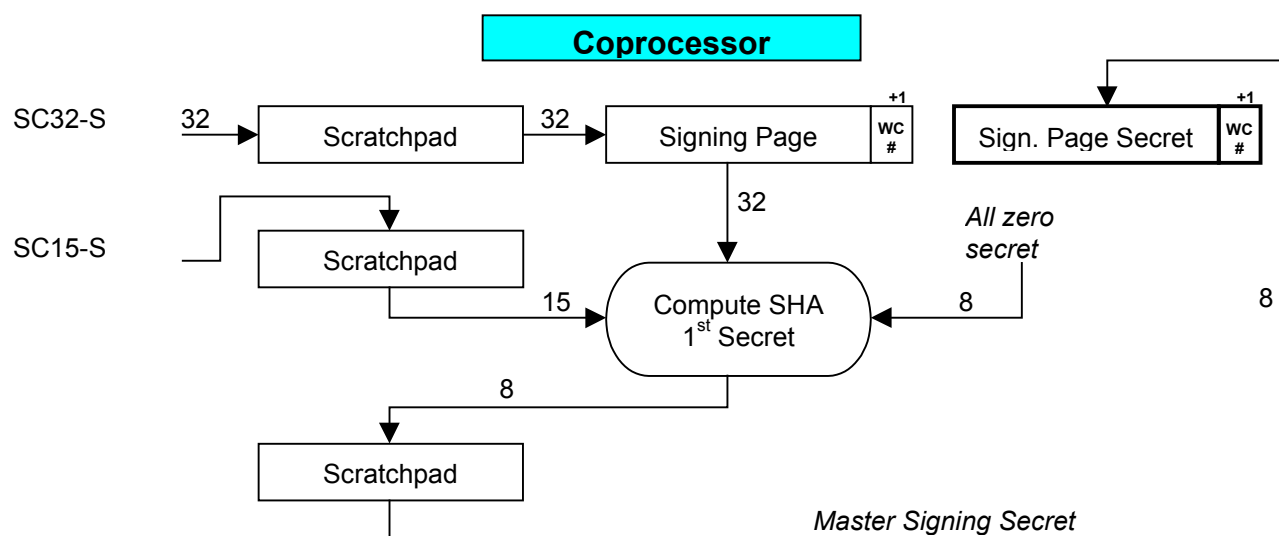 Coprocessor
SC32-S
32
Scratchpad
32
Signing Page
+1
WC
#
Sign. Page Secret
+1
WC
#
32
SC15-S
Scratchpad
All zero
secret
15
Compute SHA
1st Secret
8
8
8
Scratchpad
Master Signing Secret